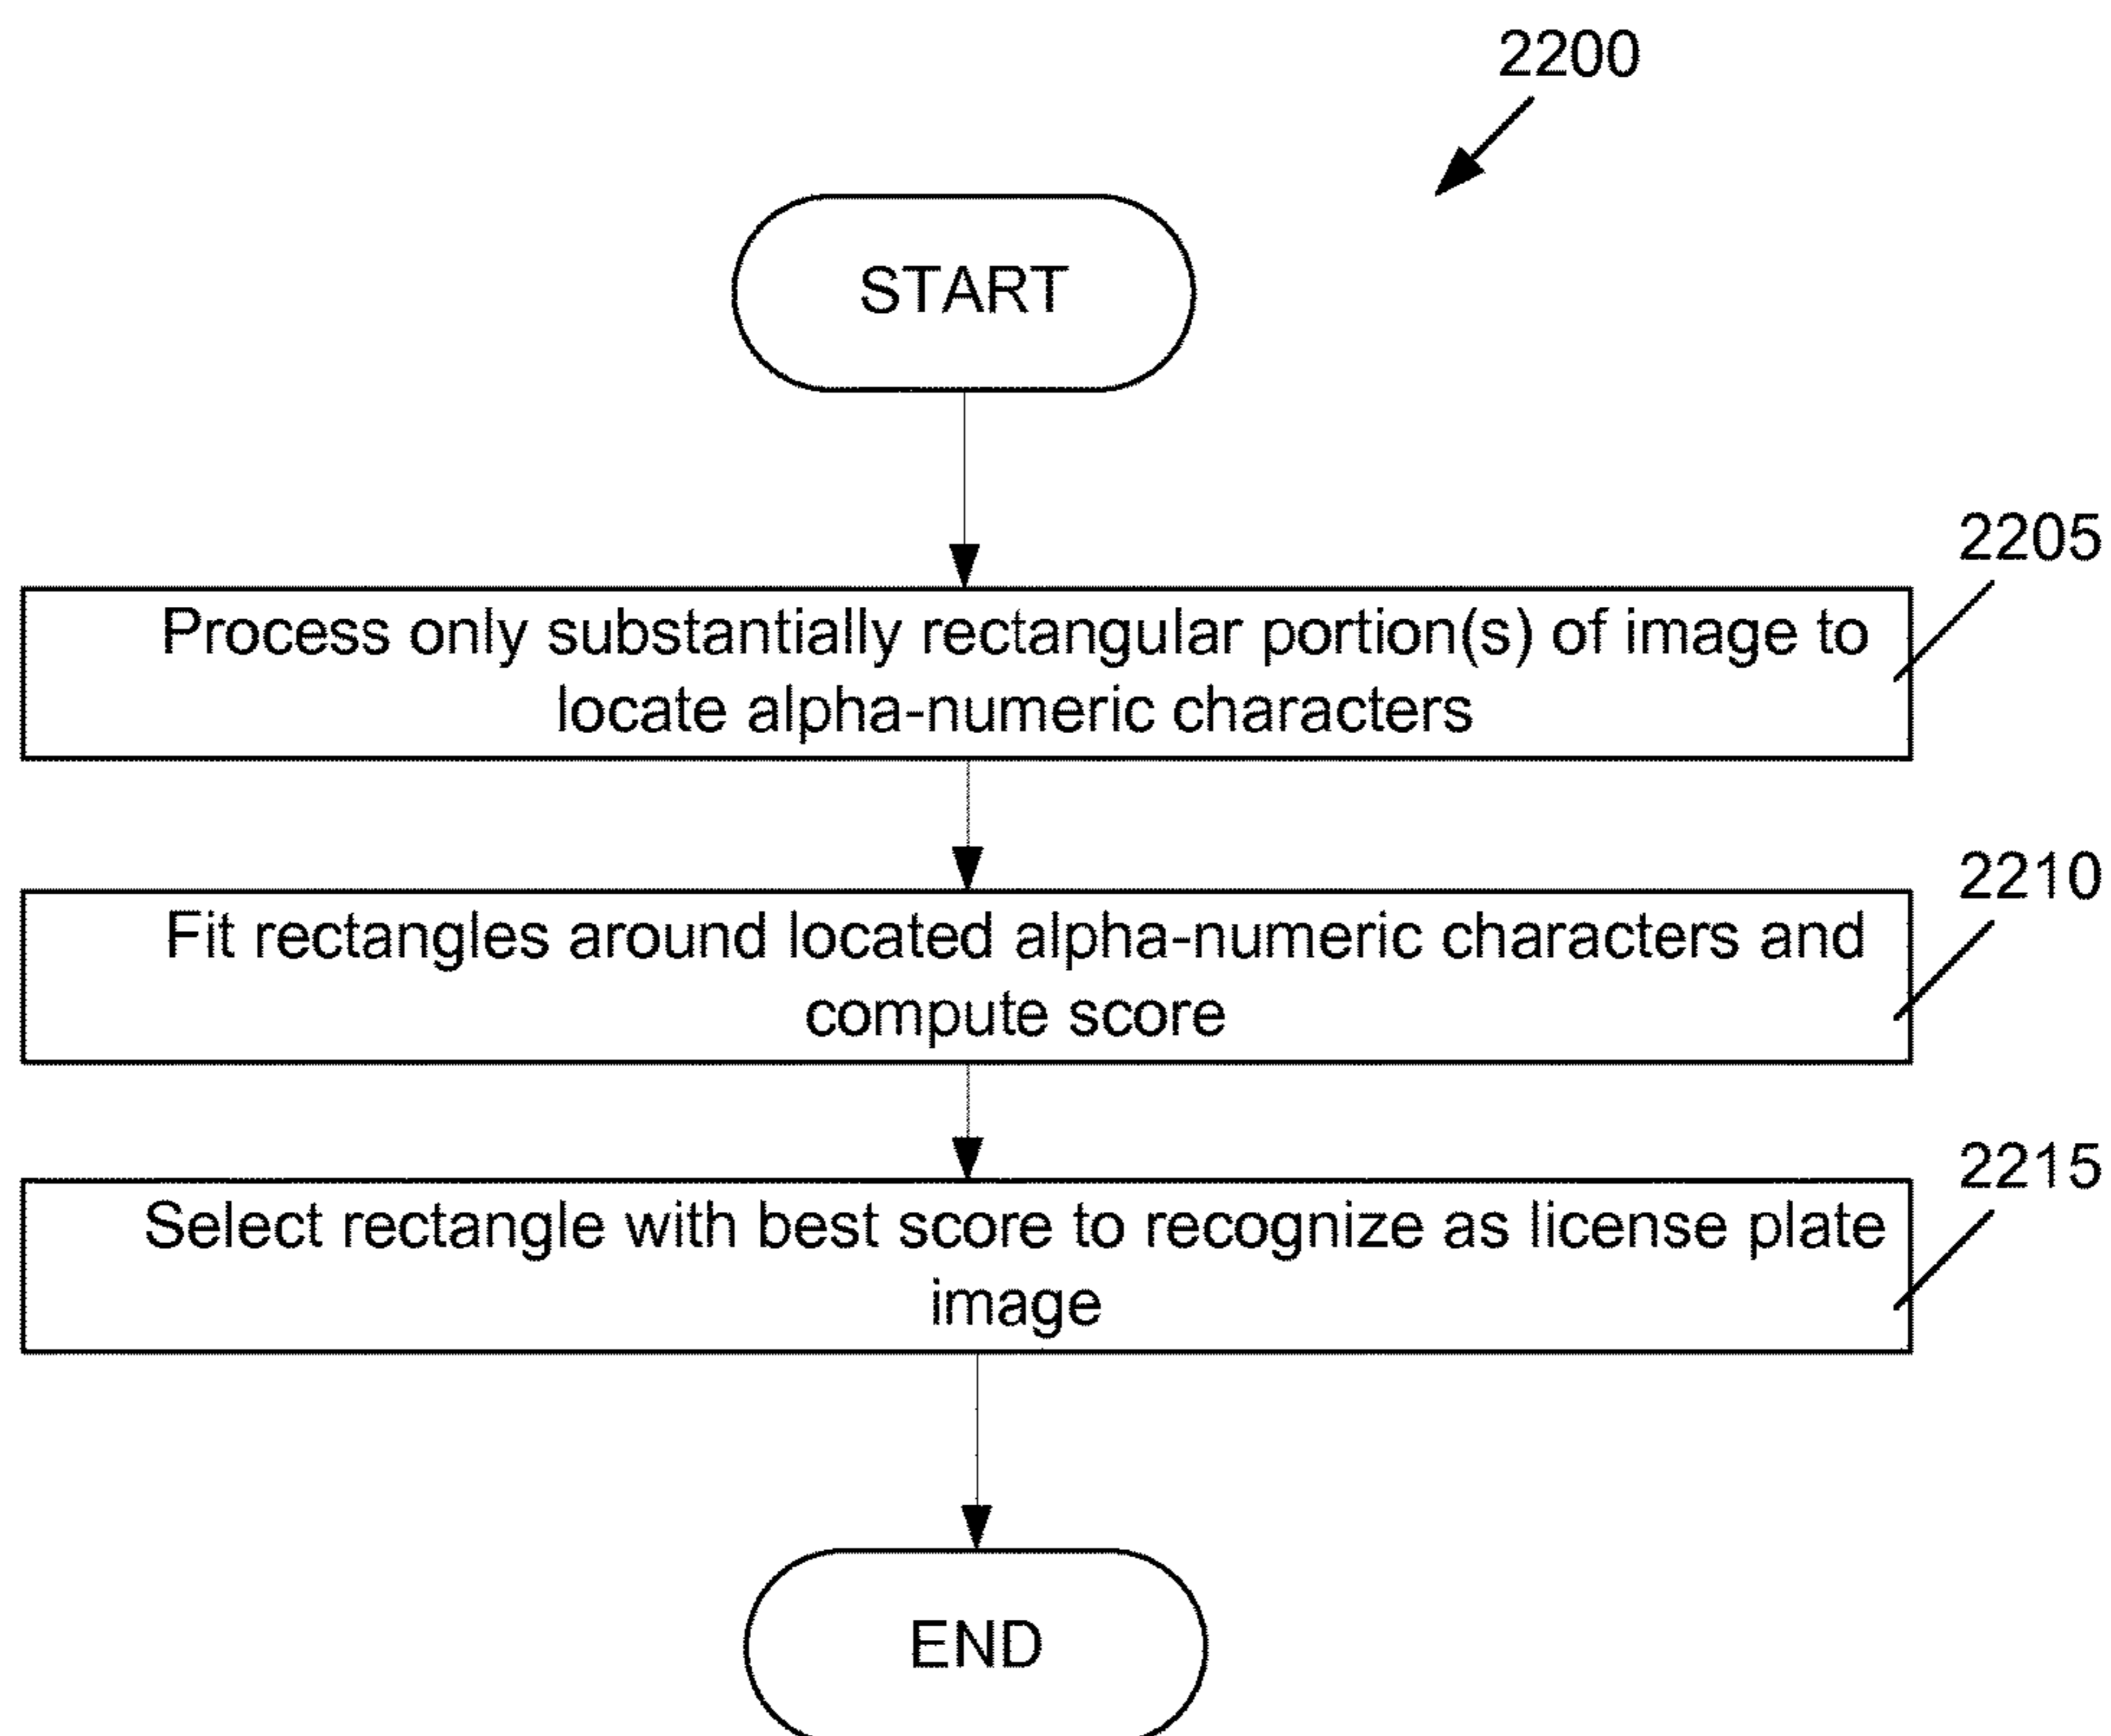 2200
START
2205
Process only substantially rectangular portion(s) of image to
locate alpha-numeric characters
2210
Fit rectangles around located alpha-numeric characters and
compute score
2215
Select rectangle with best score to recognize as license plate
image
END